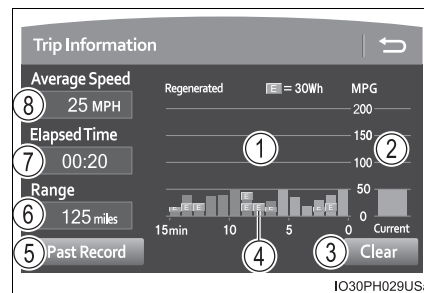 Trip Information
Average Speed
8 25 MPH
Elapsed Time
7 00:20
Range
6 125 miles
5 Past Record
Regenerated E = 30Wh MPG
200
150
1 2
100
50
0
E E E E E E E E
15min 10 5 0 Current
4
3 Clear
IO30PH029USa